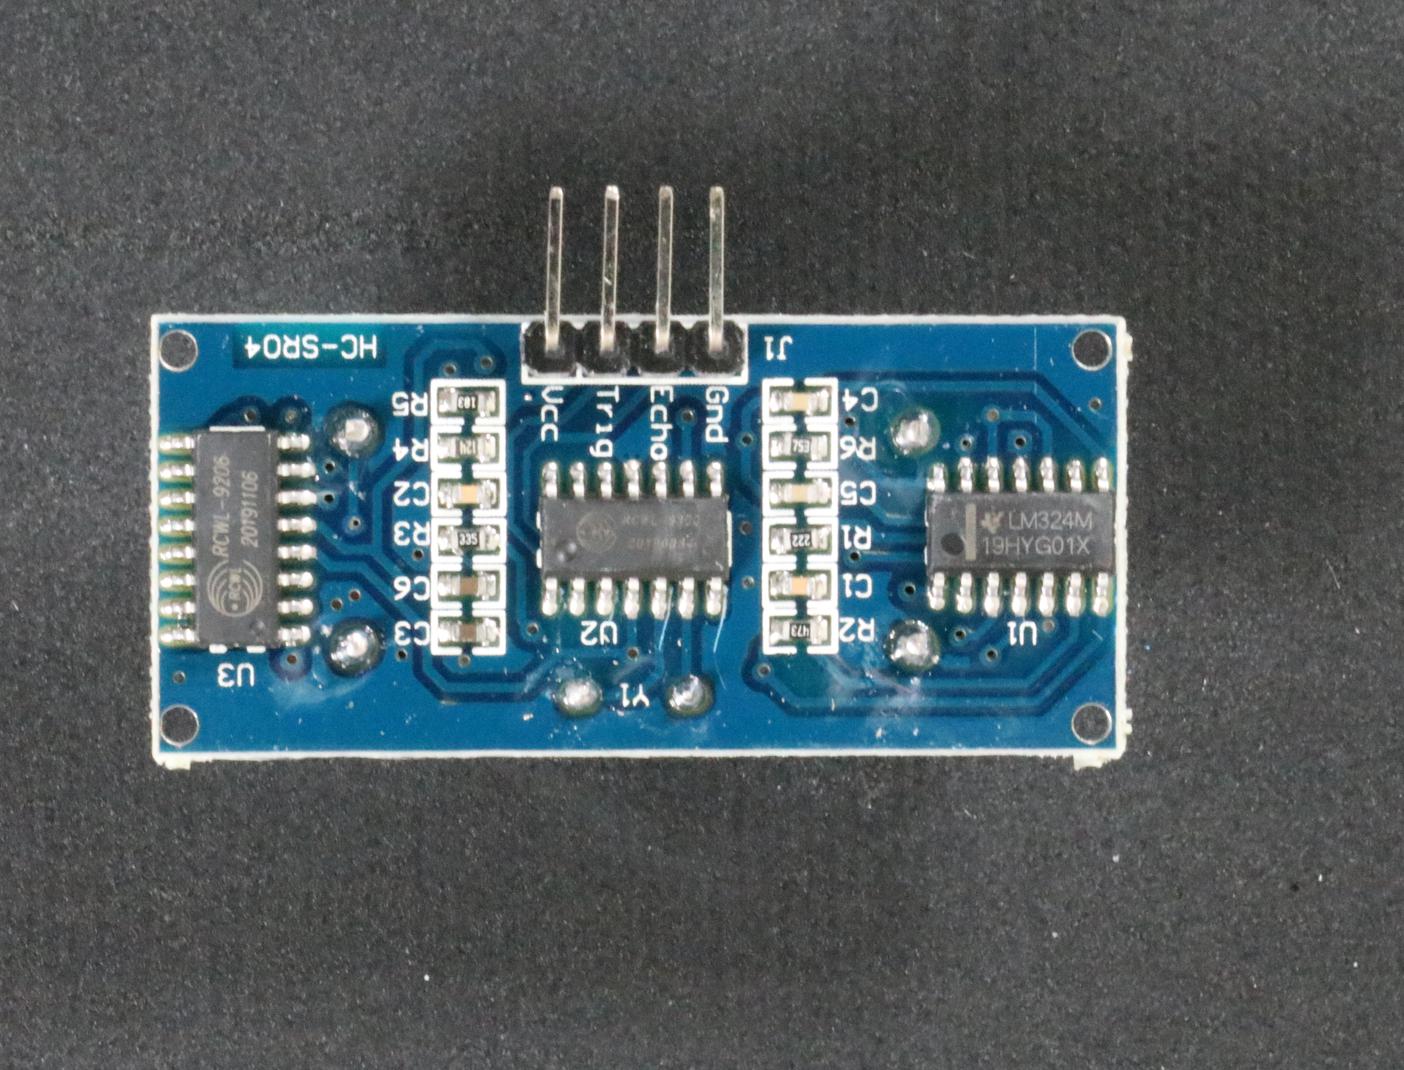 HC-SR04
J1
Vcc
Trig
Echo
Gnd
R5
103
R4
124
C2
R3
335
C6
C3
C4
R6
C5
R1
222
C1
R2
473
RCWL-9206
20191106
RCWL
U3
U2
Y1
LM324M
19HYG01X
U1